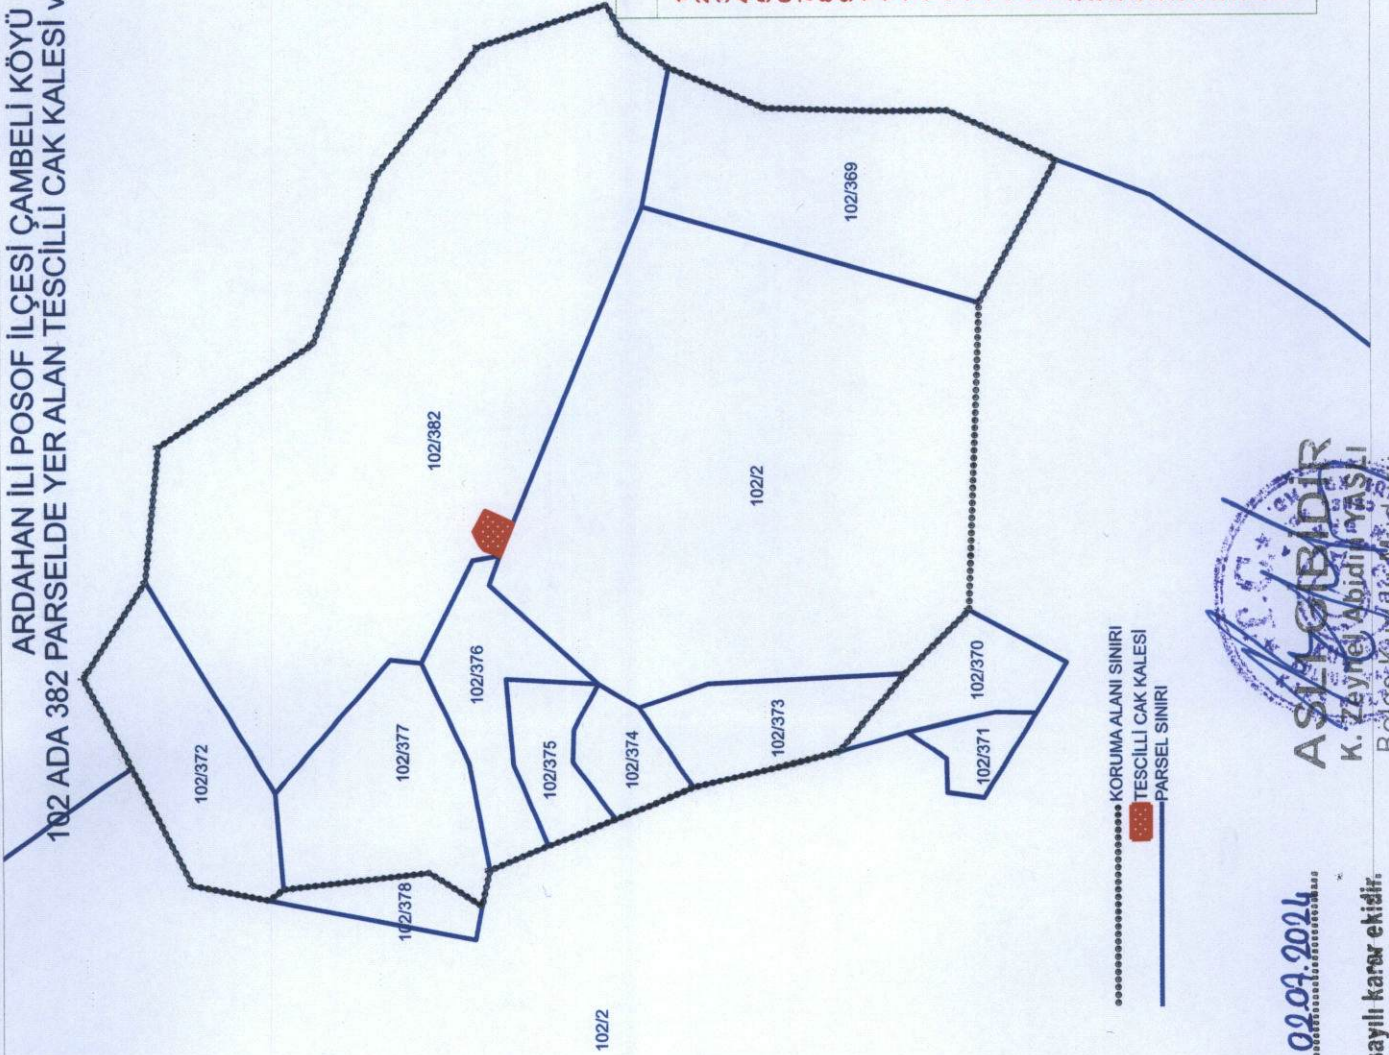 ARDAHAN İLİ POSOF İLÇESİ ÇAMBELİ KÖYÜ
102 ADA 382 PARSELDE YER ALAN TESCİLLİ CAK KALESİ
102/372
102/382
102/377
102/378
102/376
102/375
102/374
102/373
102/2
102/369
102/370
102/371
102/2
KORUMA ALANI SINIRI
TESCİLLİ CAK KALESİ
PARSEL SINIRI
ASLI GİBİDİR
K. Zeynel Abidin YAŞLI
02.07.2024
sayılı karar ekidir.